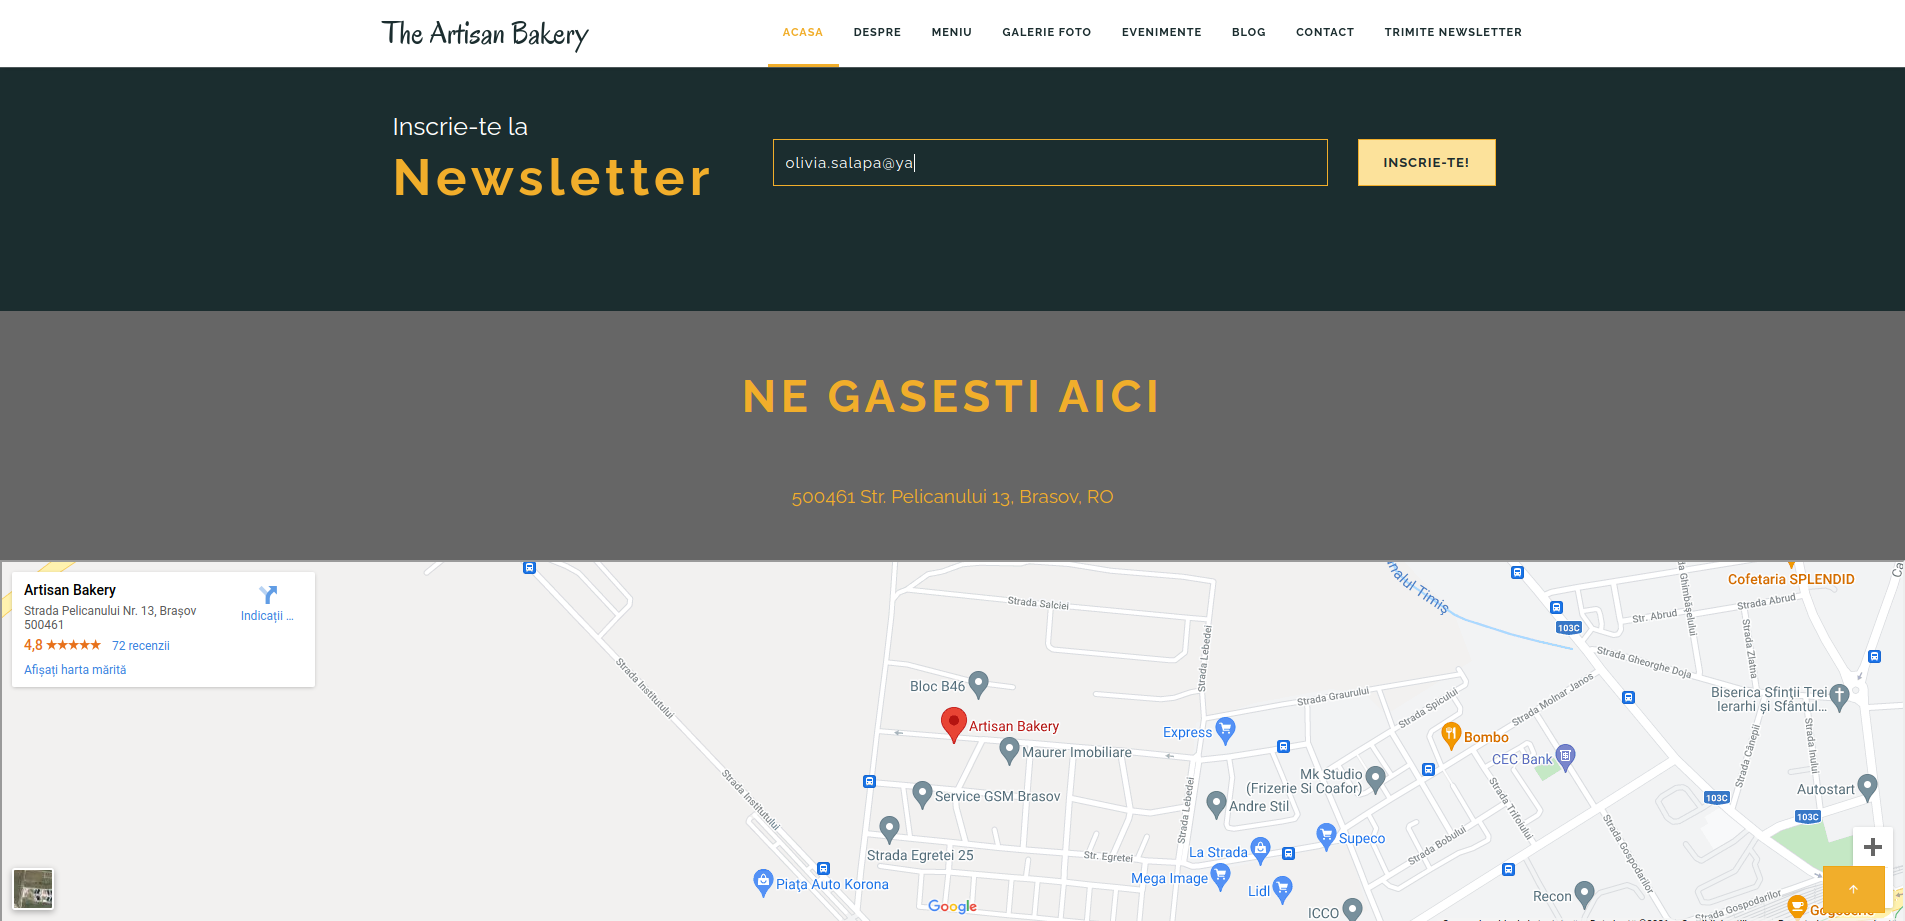 The Artisan Bakery
ACASA DESPRE MENIU GALERIE FOTO EVENIMENTE BLOG CONTACT TRIMITE NEWSLETTER
Inscrie-te la
Newsletter
olivia.salapa@ya
INSCRIE-TE!
NE GASESTI AICI
500461 Str. Pelicanului 13, Brasov, RO
Artisan Bakery
Strada Pelicanului Nr. 13, Brașov
500461
4,8 ★★★★★ 72 recenzii
Afișați harta mărită
Indicații ...
Strada Salciei
Strada Lebedei
Strada Institutului
Bloc B46
Artisan Bakery
Maurer Imobiliare
Express
Strada Graurului
Strada Spicului
Strada Molnar Janos
Bombo
CEC Bank
Mk Studio
(Frizerie Si Coafor)
Service GSM Brasov
Andre Stil
Strada Institutului
Strada Lebedei
Strada Egretei 25
Str. Egretei
La Strada
Supeco
Strada Bobului
Strada Trifoiului
Strada Gospodarilor
Mega Image
Lidl
Piața Auto Korona
Google
ICCO
Recon
Strada Gospodarilor
Cofetaria SPLENDID
Strada Abrud
Str. Abrud
103C
Strada Gheorghe Doja
Strada Zlatna
Biserica Sfinții Trei
Ierarhi și Sfântul...
Strada Cânepii
Strada Inului
Autostart
103C
103C